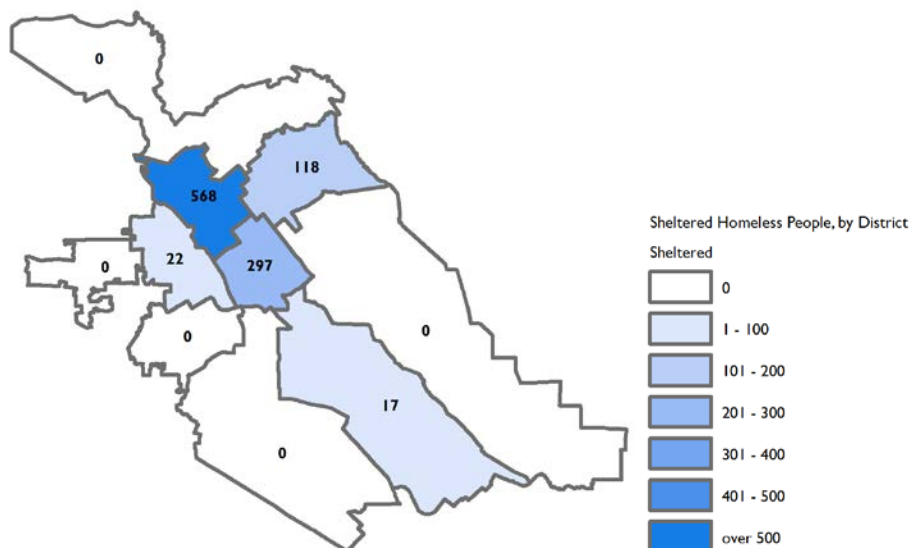 0
118
568
22
0
297
0
0
17
0
Sheltered Homeless People, by District
Sheltered
0
1 - 100
101 - 200
201 - 300
301 - 400
401 - 500
over 500